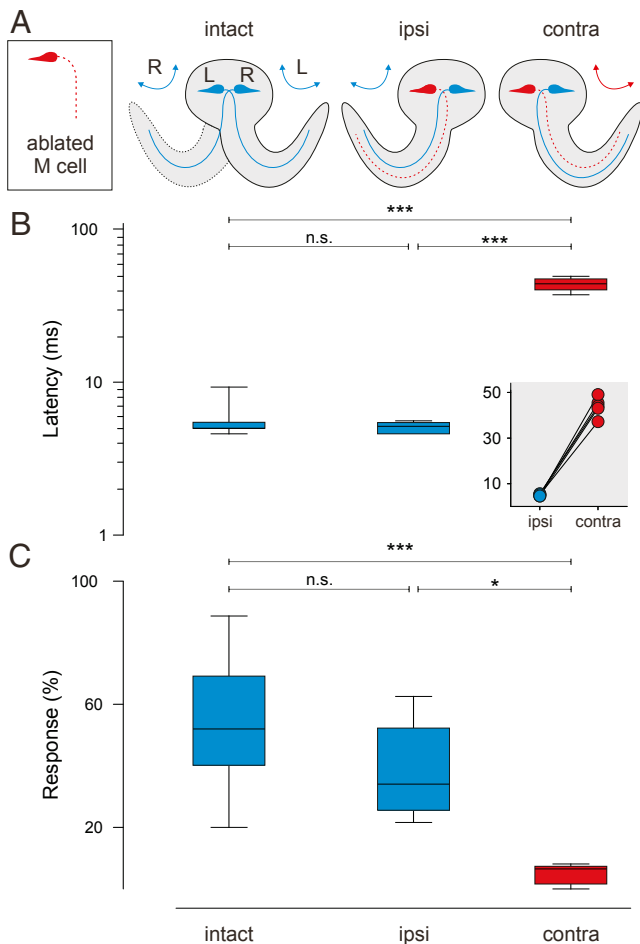 A
intact
ipsi
contra
R
L
R
L
ablated
M cell
B
***
n.s.
***
100
10
1
Latency (ms)
50
30
10
ipsi
contra
C
***
n.s.
*
100
60
20
Response (%)
intact
ipsi
contra